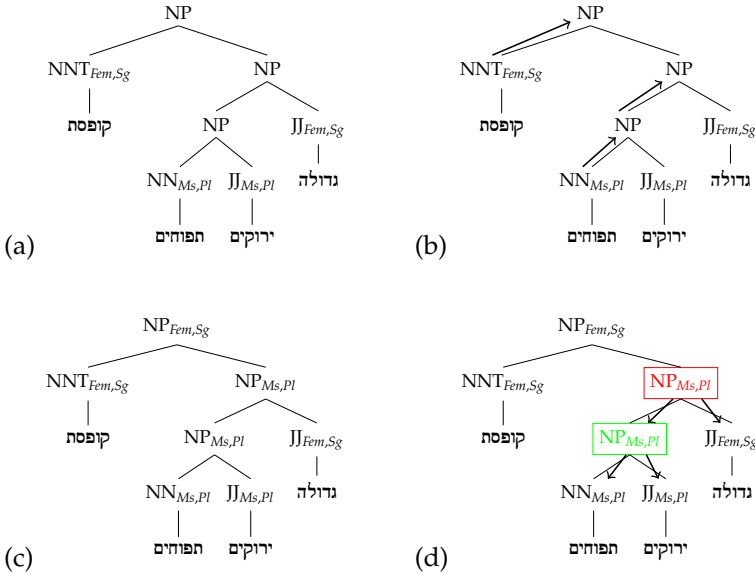 NP NP
NNT Fem,Sg NP NNT Fem,Sg NP
קופסת NP JJ Fem,Sg קופסת NP JJ Fem,Sg
NN Ms,Pl JJ Ms,Pl גדולה NN Ms,Pl JJ Ms,Pl גדולה
(a) תפוחים ירוקים (b) תפוחים ירוקים
NP Fem,Sg NP Fem,Sg
NNT Fem,Sg NP Ms,Pl NNT Fem,Sg NP Ms,Pl
קופסת NP Ms,Pl JJ Fem,Sg קופסת NP Ms,Pl JJ Fem,Sg
NN Ms,Pl JJ Ms,Pl גדולה NN Ms,Pl JJ Ms,Pl גדולה
(c) תפוחים ירוקים (d) תפוחים ירוקים